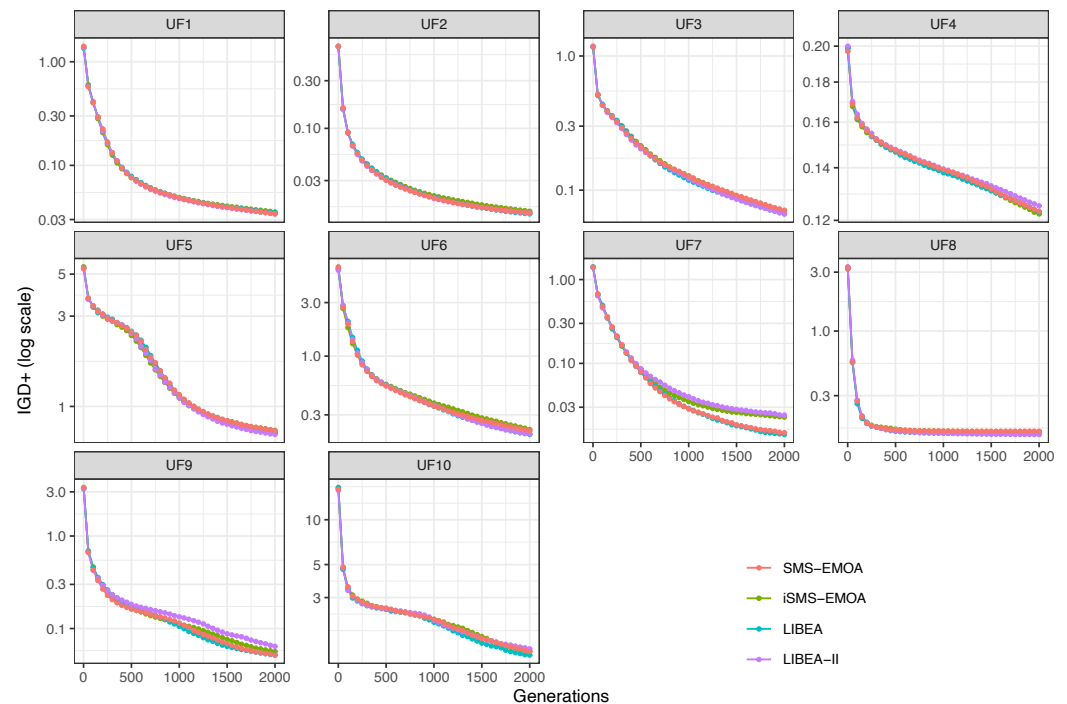 UF1 UF2 UF3 UF4
1.00
0.30
0.10
0.03
0.30
0.10
0.03
1.0
0.3
0.1
0.20
0.18
0.16
0.14
0.12
UF5 UF6 UF7 UF8
5
3
1
3.0
1.0
0.3
1.00
0.30
0.10
0.03
3.0
1.0
0.3
0 500 1000 1500 2000
0 500 1000 1500 2000
UF9 UF10
3.0
1.0
0.3
0.1
10
5
3
0 500 1000 1500 2000
0 500 1000 1500 2000
IGD+ (log scale)
Generations
SMS−EMOA
iSMS−EMOA
LIBEA
LIBEA−II